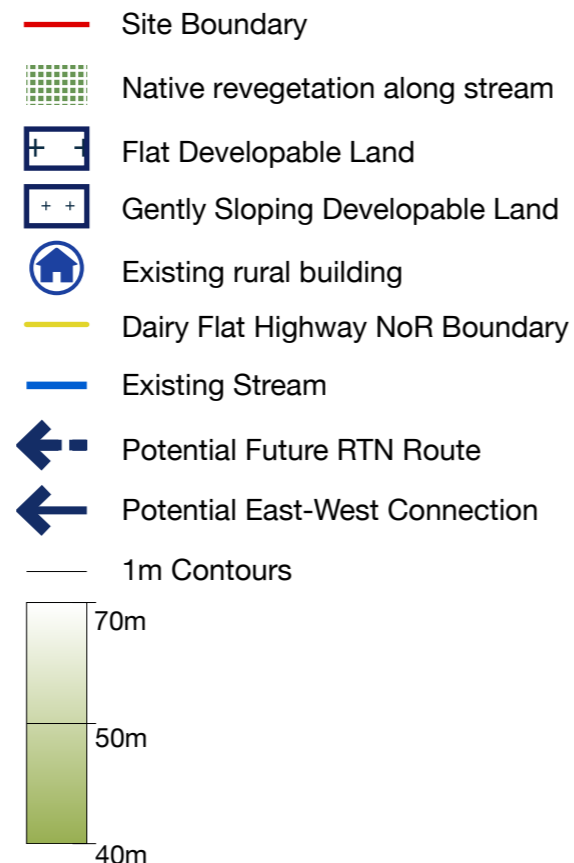 Site Boundary
Native revegetation along stream
Flat Developable Land
Gently Sloping Developable Land
Existing rural building
Dairy Flat Highway NoR Boundary
Existing Stream
Potential Future RTN Route
Potential East-West Connection
1m Contours
70m
50m
40m